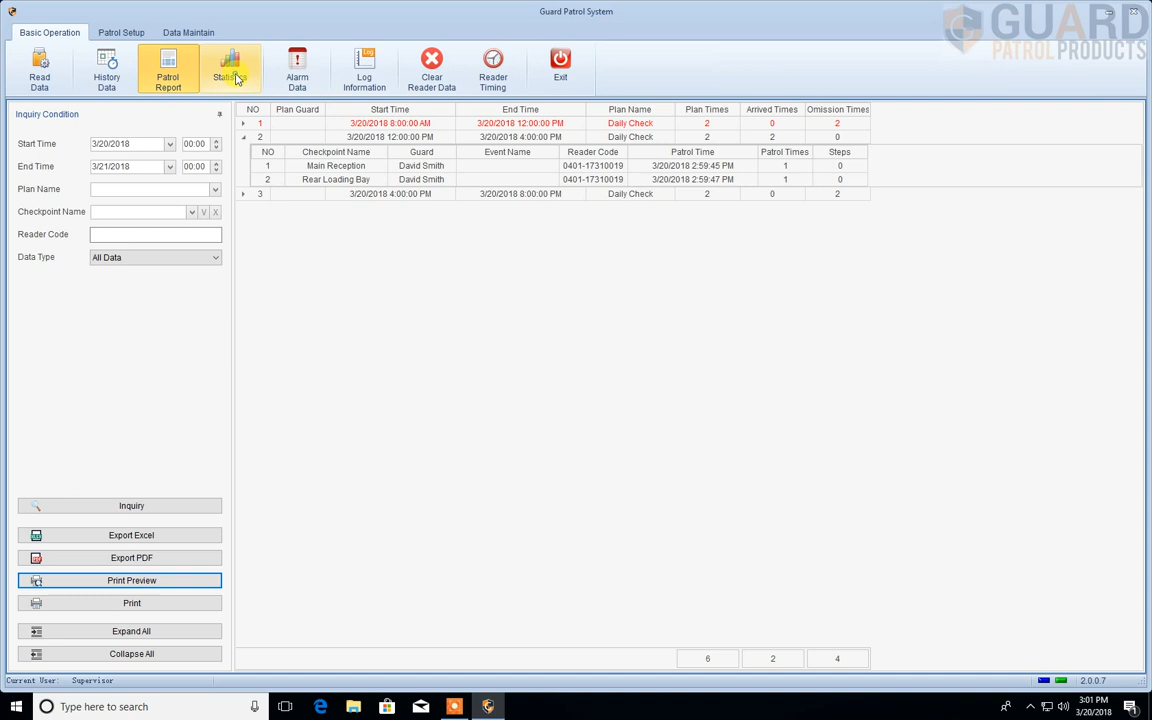 Guard Patrol System
GUARD
PATROL PRODUCTS
Basic Operation Patrol Setup Data Maintain
Read Data
History Data
Patrol Report
Statistics
Alarm Data
Log
Log Information
Clear Reader Data
Reader Timing
Exit
Inquiry Condition
Start Time 3/20/2018 00:00
End Time 3/21/2018 00:00
Plan Name
Checkpoint Name V X
Reader Code
Data Type All Data
Inquiry
Export Excel
Export PDF
Print Preview
Print
Expand All
Collapse All
NO Plan Guard Start Time End Time Plan Name Plan Times Arrived Times Omission Times
1 3/20/2018 8:00:00 AM 3/20/2018 12:00:00 PM Daily Check 2 0 2
2 3/20/2018 12:00:00 PM 3/20/2018 4:00:00 PM Daily Check 2 2 0
NO Checkpoint Name Guard Event Name Reader Code Patrol Time Patrol Times Steps
1 Main Reception David Smith 0401-17310019 3/20/2018 2:59:45 PM 1 0
2 Rear Loading Bay David Smith 0401-17310019 3/20/2018 2:59:47 PM 1 0
3 3/20/2018 4:00:00 PM 3/20/2018 8:00:00 PM Daily Check 2 0 2
6 2 4
Current User: Supervisor 2.0.0.7
Type here to search
3:01 PM
3/20/2018